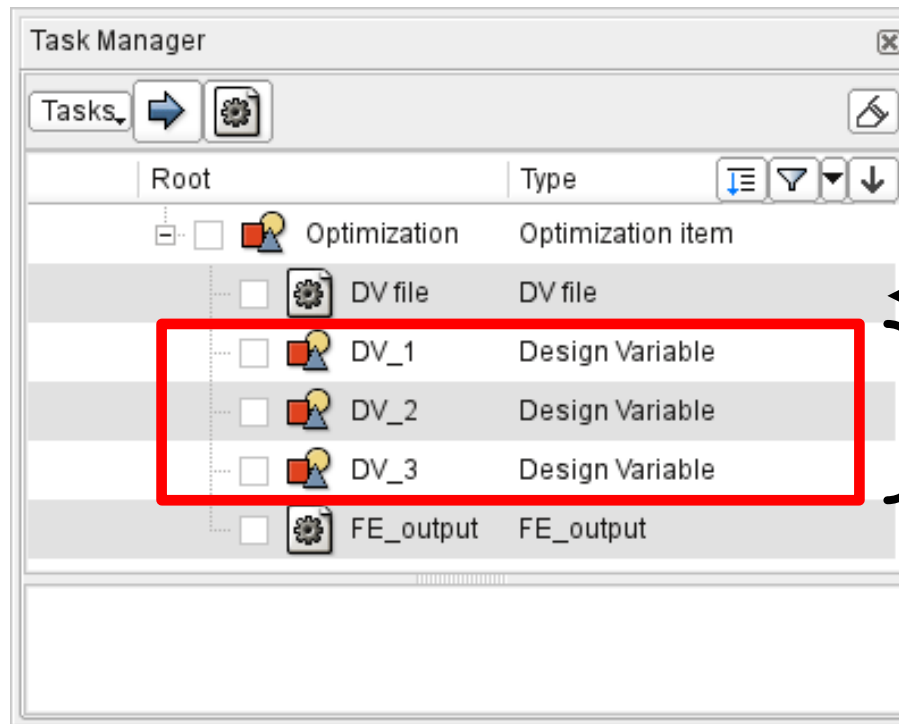 Task Manager
Tasks
Root Type
Optimization Optimization item
DV file DV file
DV_1 Design Variable
DV_2 Design Variable
DV_3 Design Variable
FE_output FE_output